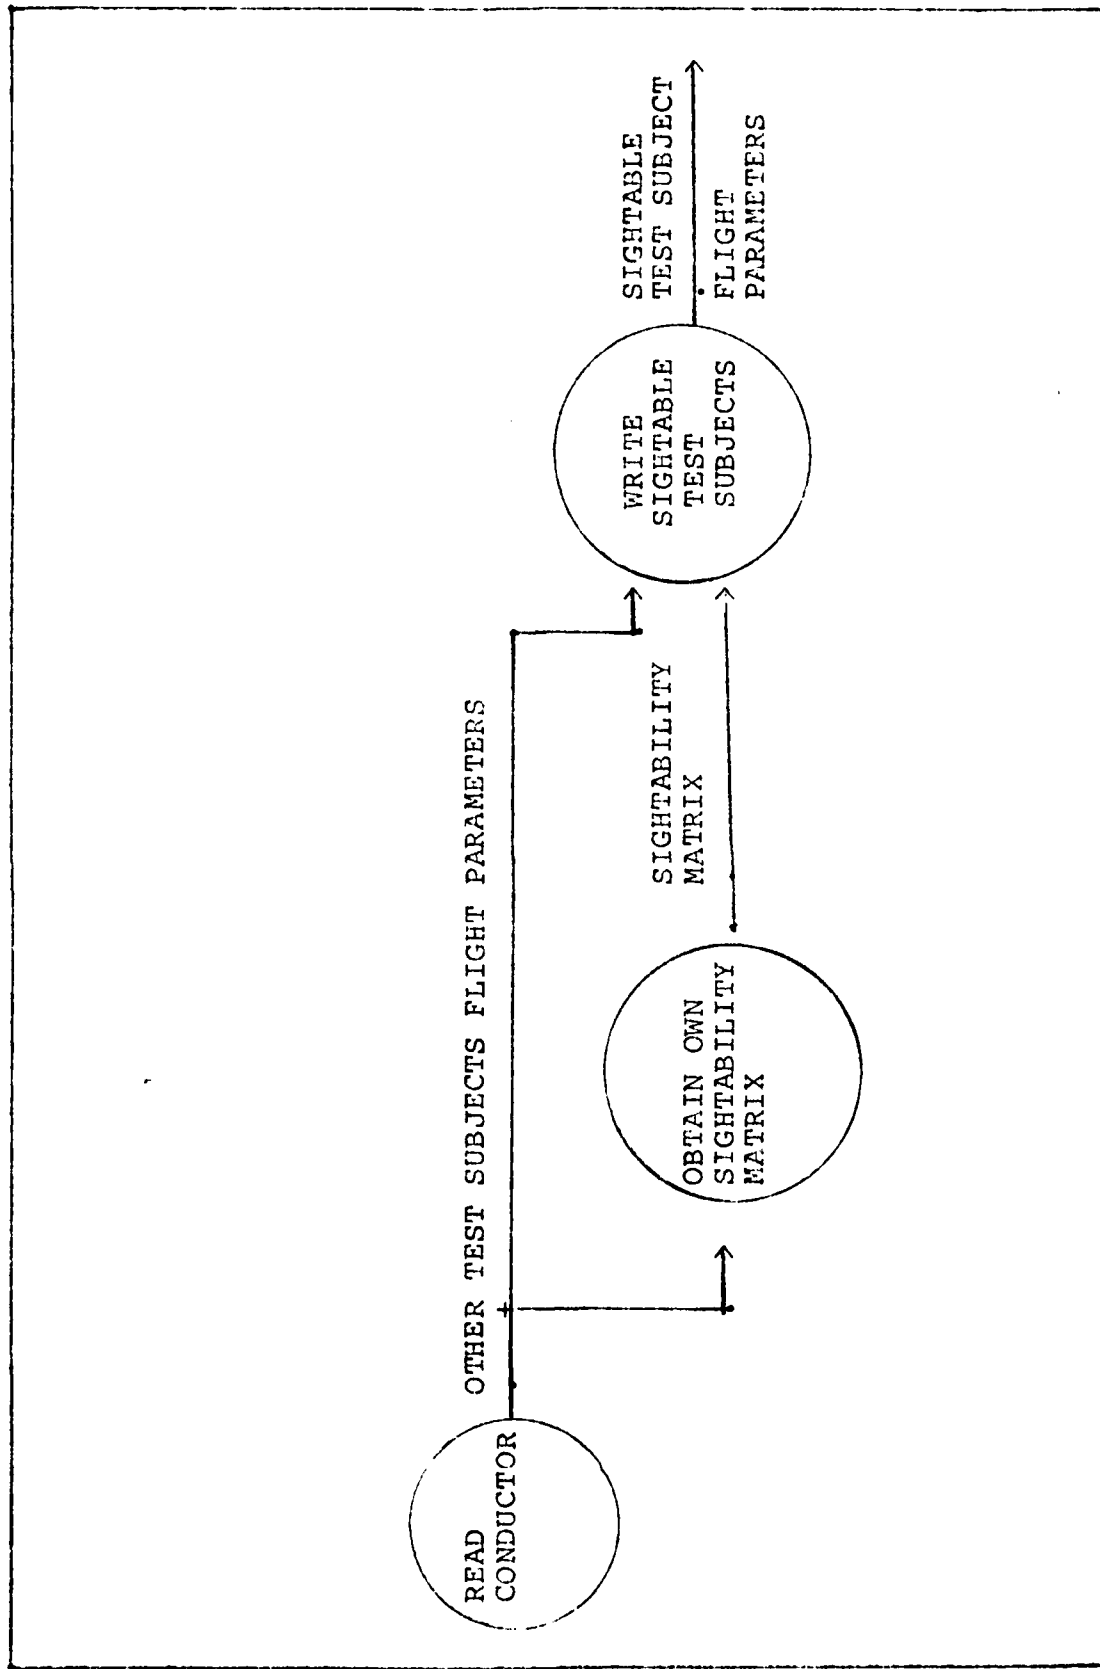 READ
CONDUCTOR
OTHER TEST SUBJECTS FLIGHT PARAMETERS
OBTAIN OWN
SIGHTABILITY
MATRIX
SIGHTABILITY
MATRIX
WRITE
SIGHTABLE
TEST
SUBJECTS
SIGHTABLE
TEST SUBJECT
FLIGHT
PARAMETERS